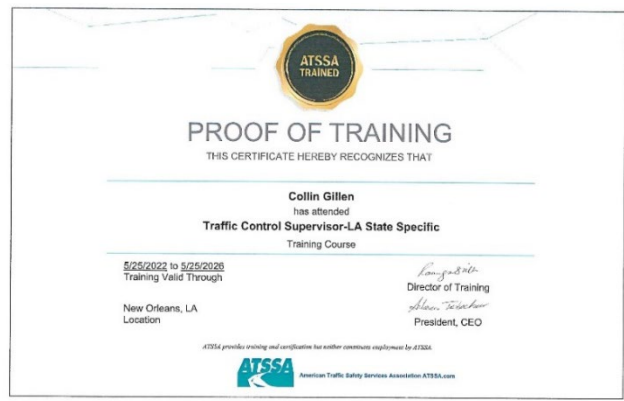 ATSSA
TRAINED
PROOF OF TRAINING
THIS CERTIFICATE HEREBY RECOGNIZES THAT
Collin Gillen
has attended
Traffic Control Supervisor-LA State Specific
Training Course
5/25/2022 to 5/25/2026
Training Valid Through
Director of Training
New Orleans, LA
Location
President, CEO
ATSSA provides training and certification but neither constitutes employment by ATSSA.
ATSSA
American Traffic Safety Services Association ATSSA.com